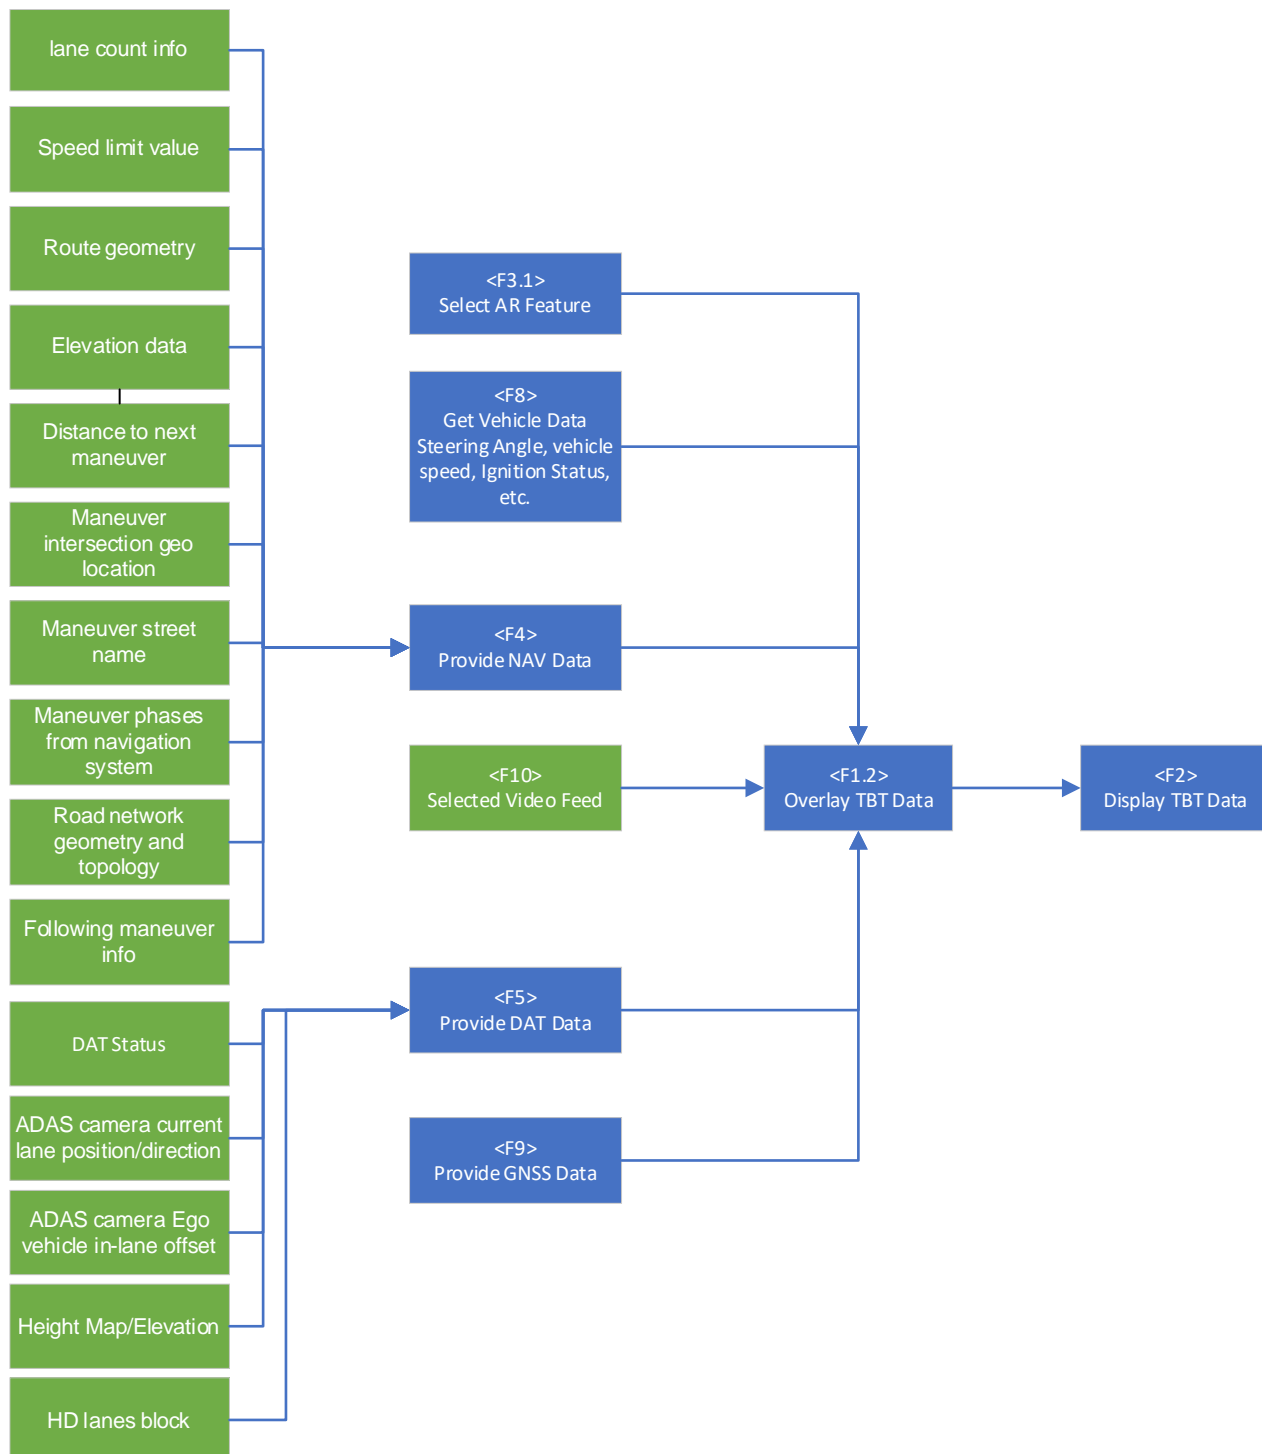 lane count info
Speed limit value
Route geometry
Elevation data
Distance to next
maneuver
Maneuver
intersection geo
location
Maneuver street
name
Maneuver phases
from navigation
system
Road network
geometry and
topology
Following maneuver
info
DAT Status
ADAS camera current
lane position/direction
ADAS camera Ego
vehicle in-lane offset
Height Map/Elevation
HD lanes block
<F3.1>
Select AR Feature
<F8>
Get Vehicle Data
Steering Angle, vehicle
speed, Ignition Status,
etc.
<F4>
Provide NAV Data
<F10>
Selected Video Feed
<F5>
Provide DAT Data
<F9>
Provide GNSS Data
<F1.2>
Overlay TBT Data
<F2>
Display TBT Data